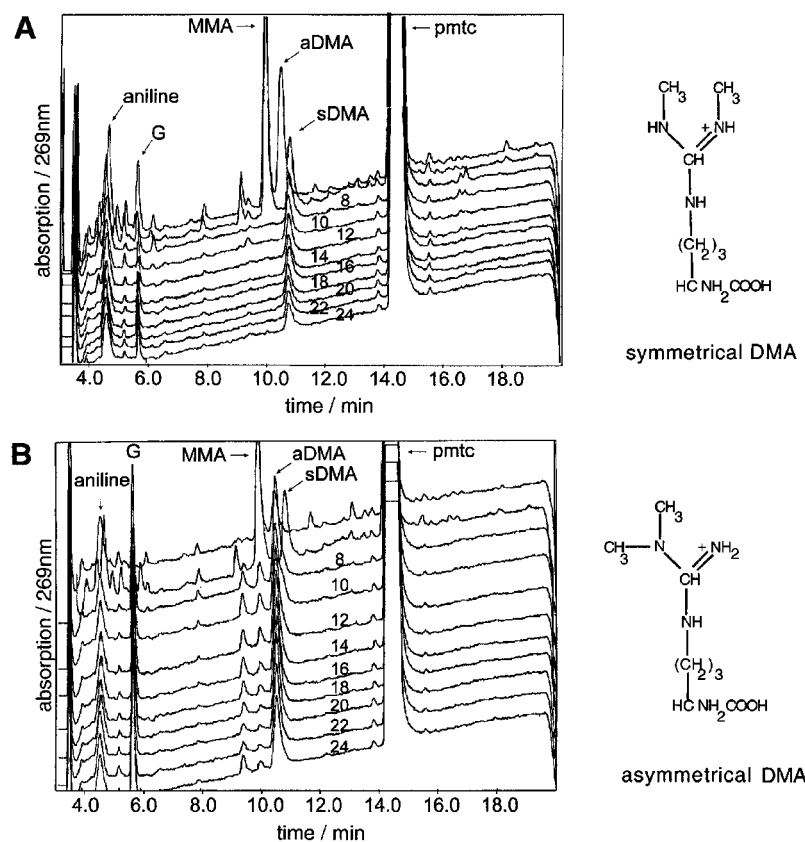 A
MMA →
← pmtc
aDMA
aniline
sDMA
G
absorption / 269nm
8
10
12
14
16
18
20
22
24
4.0 6.0 8.0 10.0 12.0 14.0 16.0 18.0
time / min
CH3 CH3
HN +NH
CH
NH
(CH2)3
HCNH2COOH
symmetrical DMA
B
G
MMA →
aDMA
← pmtc
sDMA
aniline
absorption / 269nm
8
10
12
14
16
18
20
22
24
4.0 6.0 8.0 10.0 12.0 14.0 16.0 18.0
time / min
CH3
CH3 N +NH2
CH
NH
(CH2)3
HCNH2COOH
asymmetrical DMA